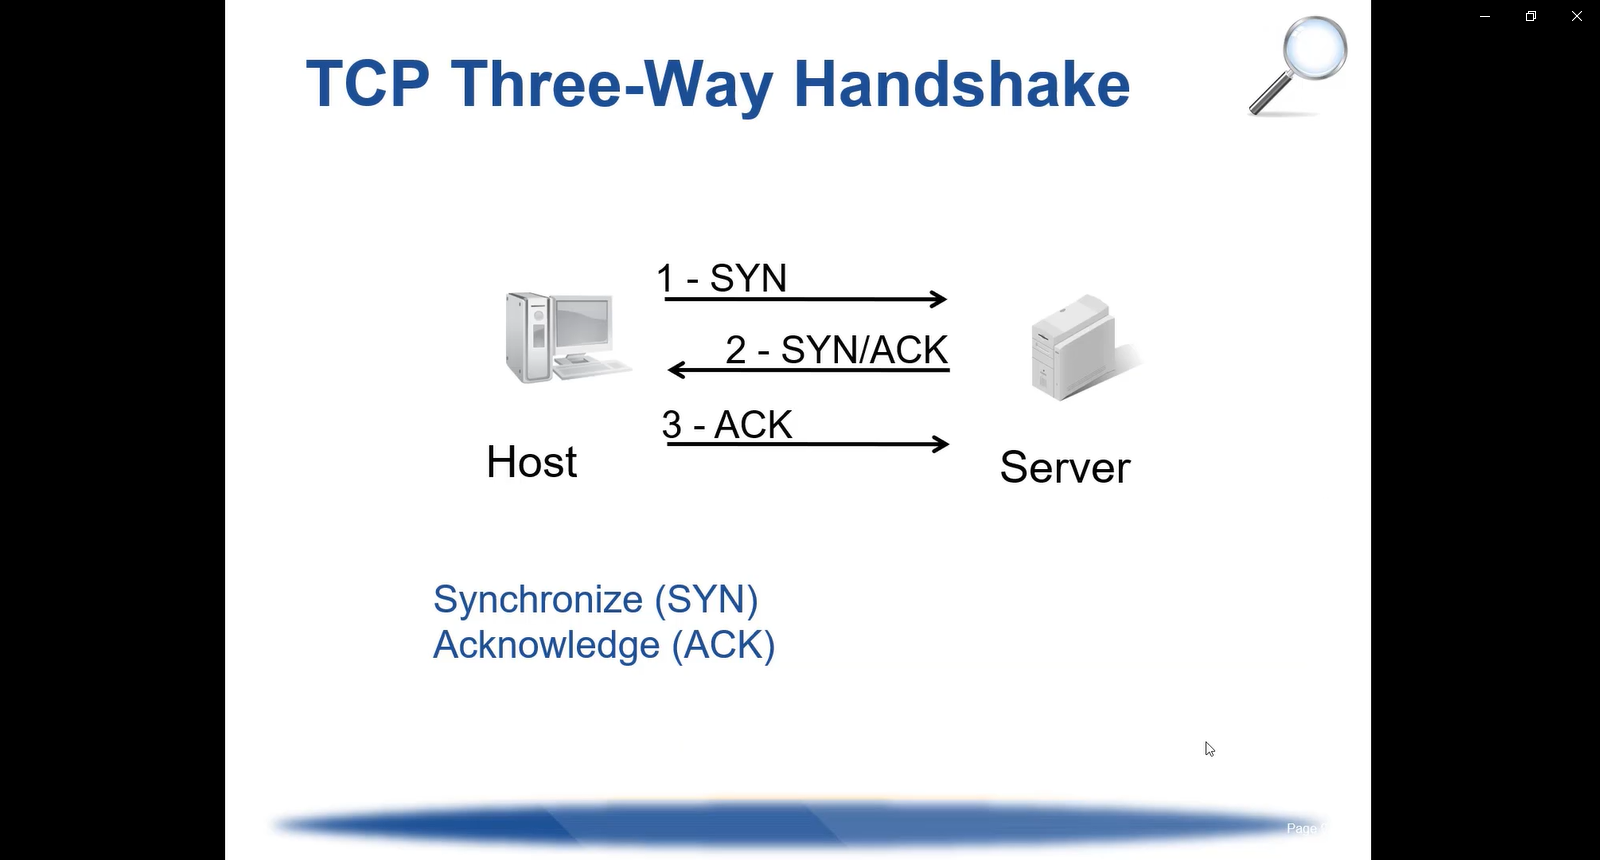 TCP Three-Way Handshake
1 - SYN
2 - SYN/ACK
3 - ACK
Host
Server
Synchronize (SYN)
Acknowledge (ACK)
Page